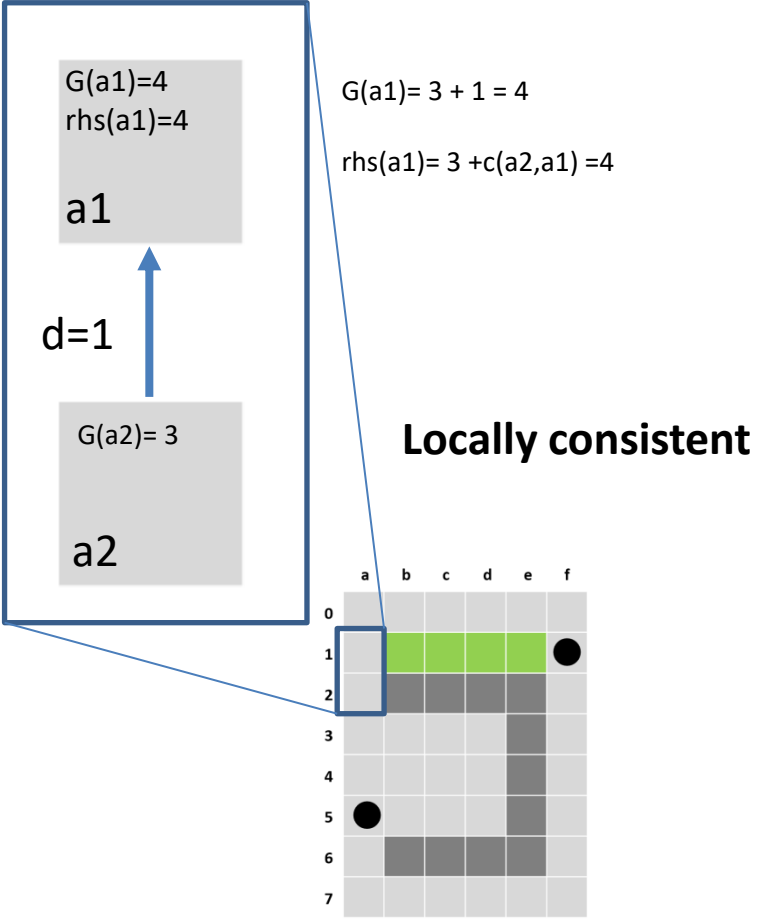 G(a1)=4
rhs(a1)=4
a1
d=1
G(a2)= 3
a2
G(a1)= 3 + 1 = 4
rhs(a1)= 3 +c(a2,a1) =4
Locally consistent
a b c d e f
0
1
2
3
4
5
6
7